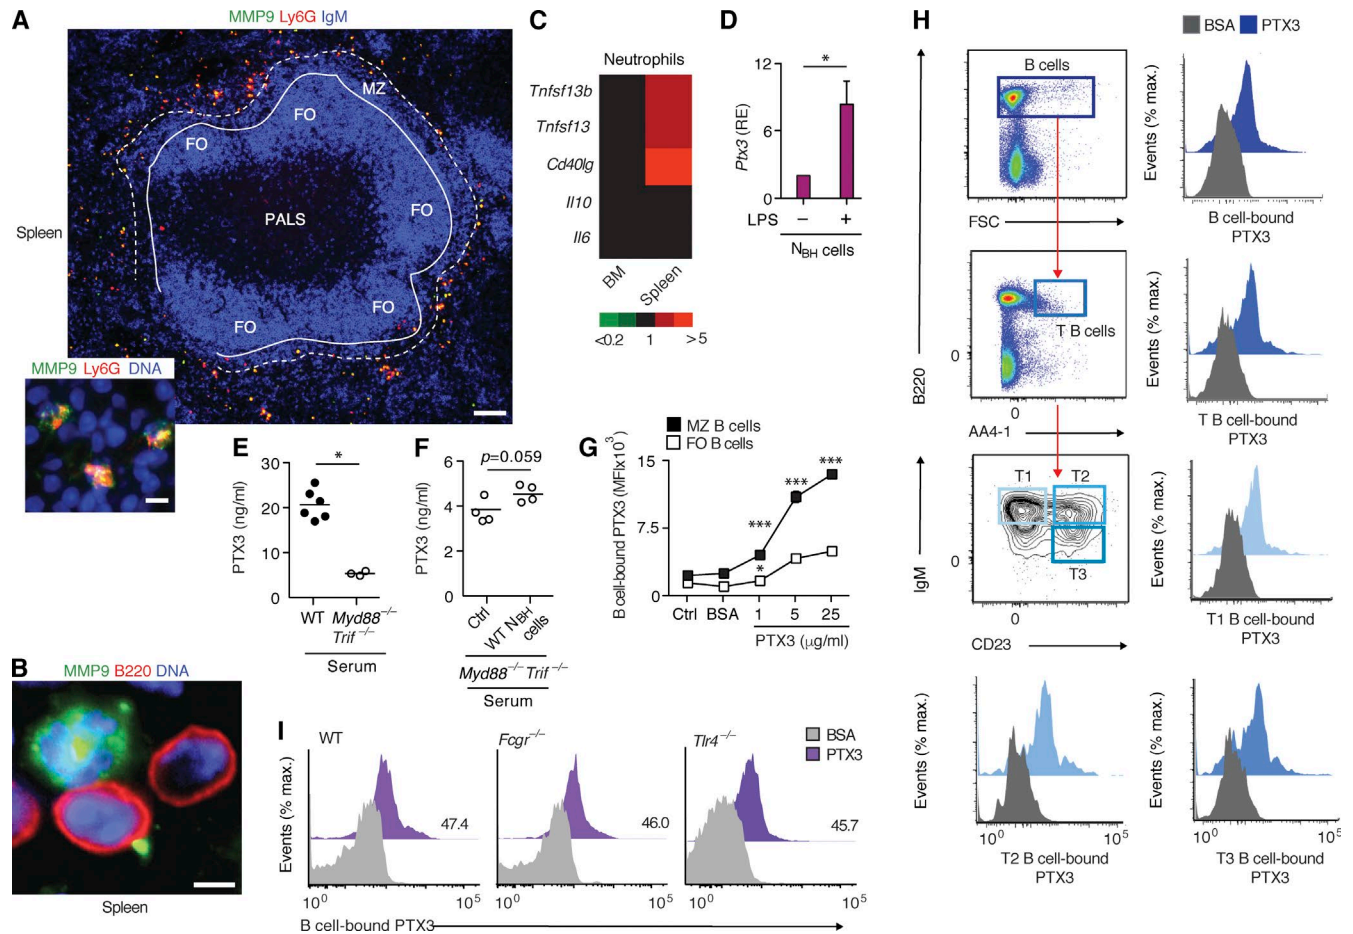 A
MMP9 Ly6G IgM
MZ
FO
FO
FO
PALS
FO
FO
Spleen
MMP9 Ly6G DNA
B
MMP9 B220 DNA
Spleen
C
Neutrophils
Tnfsf13b
Tnfsf13
Cd40lg
Il10
Il6
BM Spleen
<0.2 1 >5
D
12
6
0
Ptx3 (RE)
*
LPS – +
NBH cells
E
30
20
10
0
PTX3 (ng/ml)
*
WT Myd88–/–
Trif –/–
Serum
F
6
4
2
0
PTX3 (ng/ml)
p=0.059
Ctrl WT NBH
cells
Myd88–/– Trif –/–
Serum
G
MZ B cells
FO B cells
15
7.5
0
B cell-bound PTX3 (MFIx10³)
***
***
***
*
Ctrl BSA 1 5 25
PTX3 (μg/ml)
H
BSA PTX3
B cells
FSC
Events (% max.)
B cell-bound
PTX3
T B cells
0
0
B220
AA4-1
Events (% max.)
T B cell-bound
PTX3
T1 T2
T3
0
0
IgM
CD23
Events (% max.)
T1 B cell-bound
PTX3
Events (% max.)
10⁰ 10⁵
T2 B cell-bound
PTX3
Events (% max.)
10⁰ 10⁵
T3 B cell-bound
PTX3
I
WT
Fcgr–/–
Tlr4–/–
BSA
PTX3
Events (% max.)
47.4
46.0
45.7
10⁰ 10⁵
10⁰ 10⁵
10⁰ 10⁵
B cell-bound PTX3